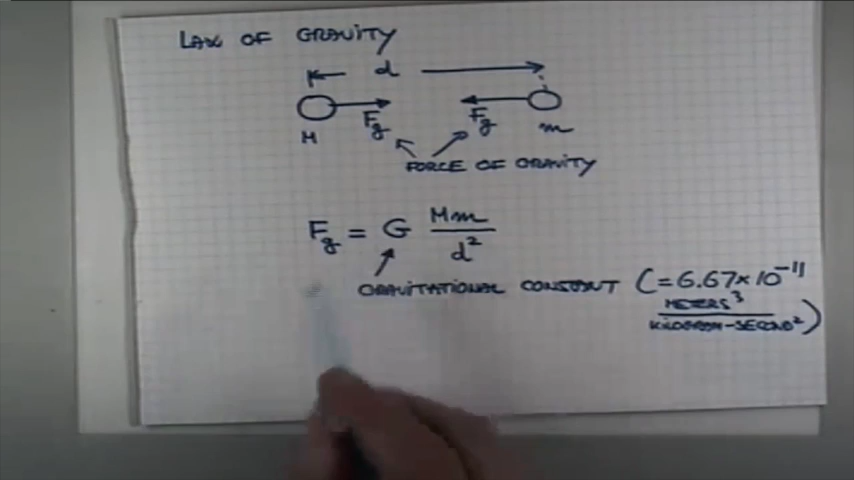 LAW OF GRAVITY
d
Fg Fg
M m
FORCE OF GRAVITY
Fg = G Mm / d²
GRAVITATIONAL CONSTANT (= 6.67 × 10⁻¹¹
METERS³ / KILOGRAM-SECOND²)